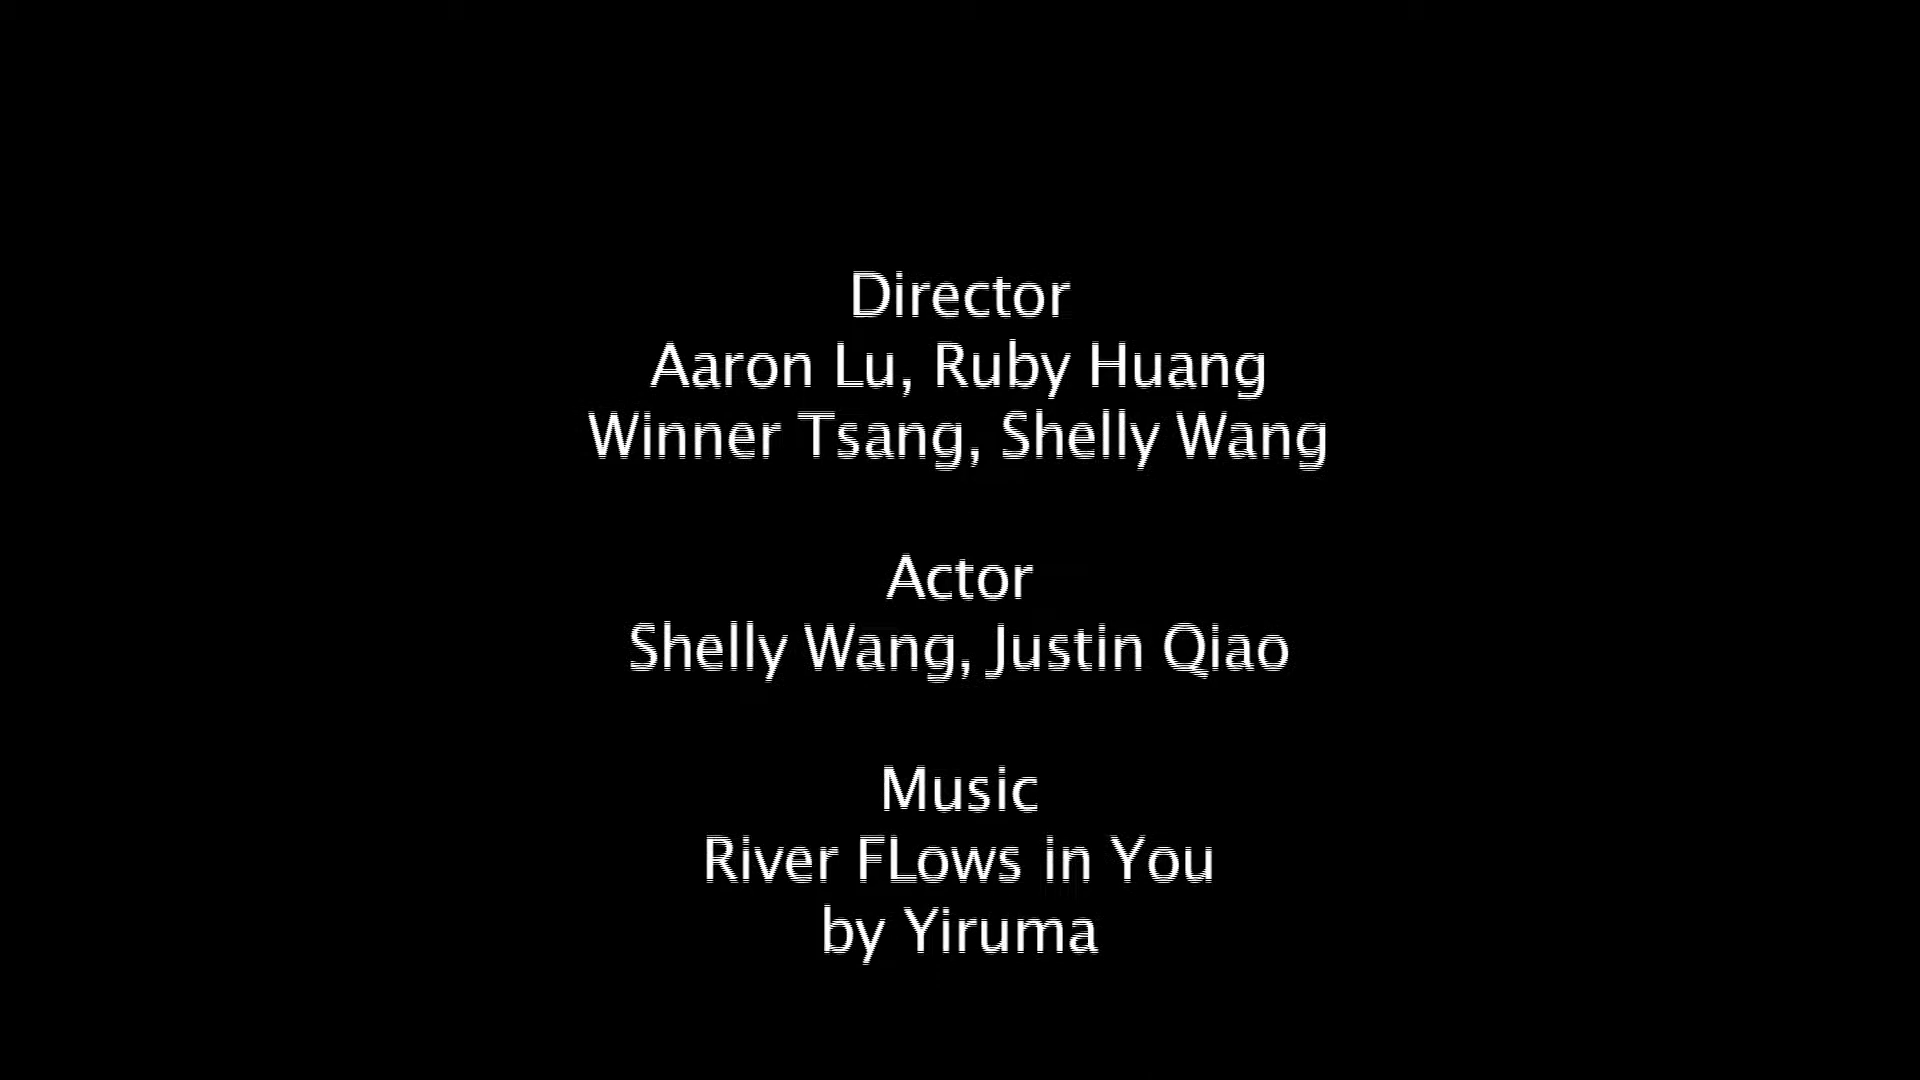 Director
Aaron Lu, Ruby Huang
Winner Tsang, Shelly Wang
Actor
Shelly Wang, Justin Qiao
Music
River FLows in You
by Yiruma